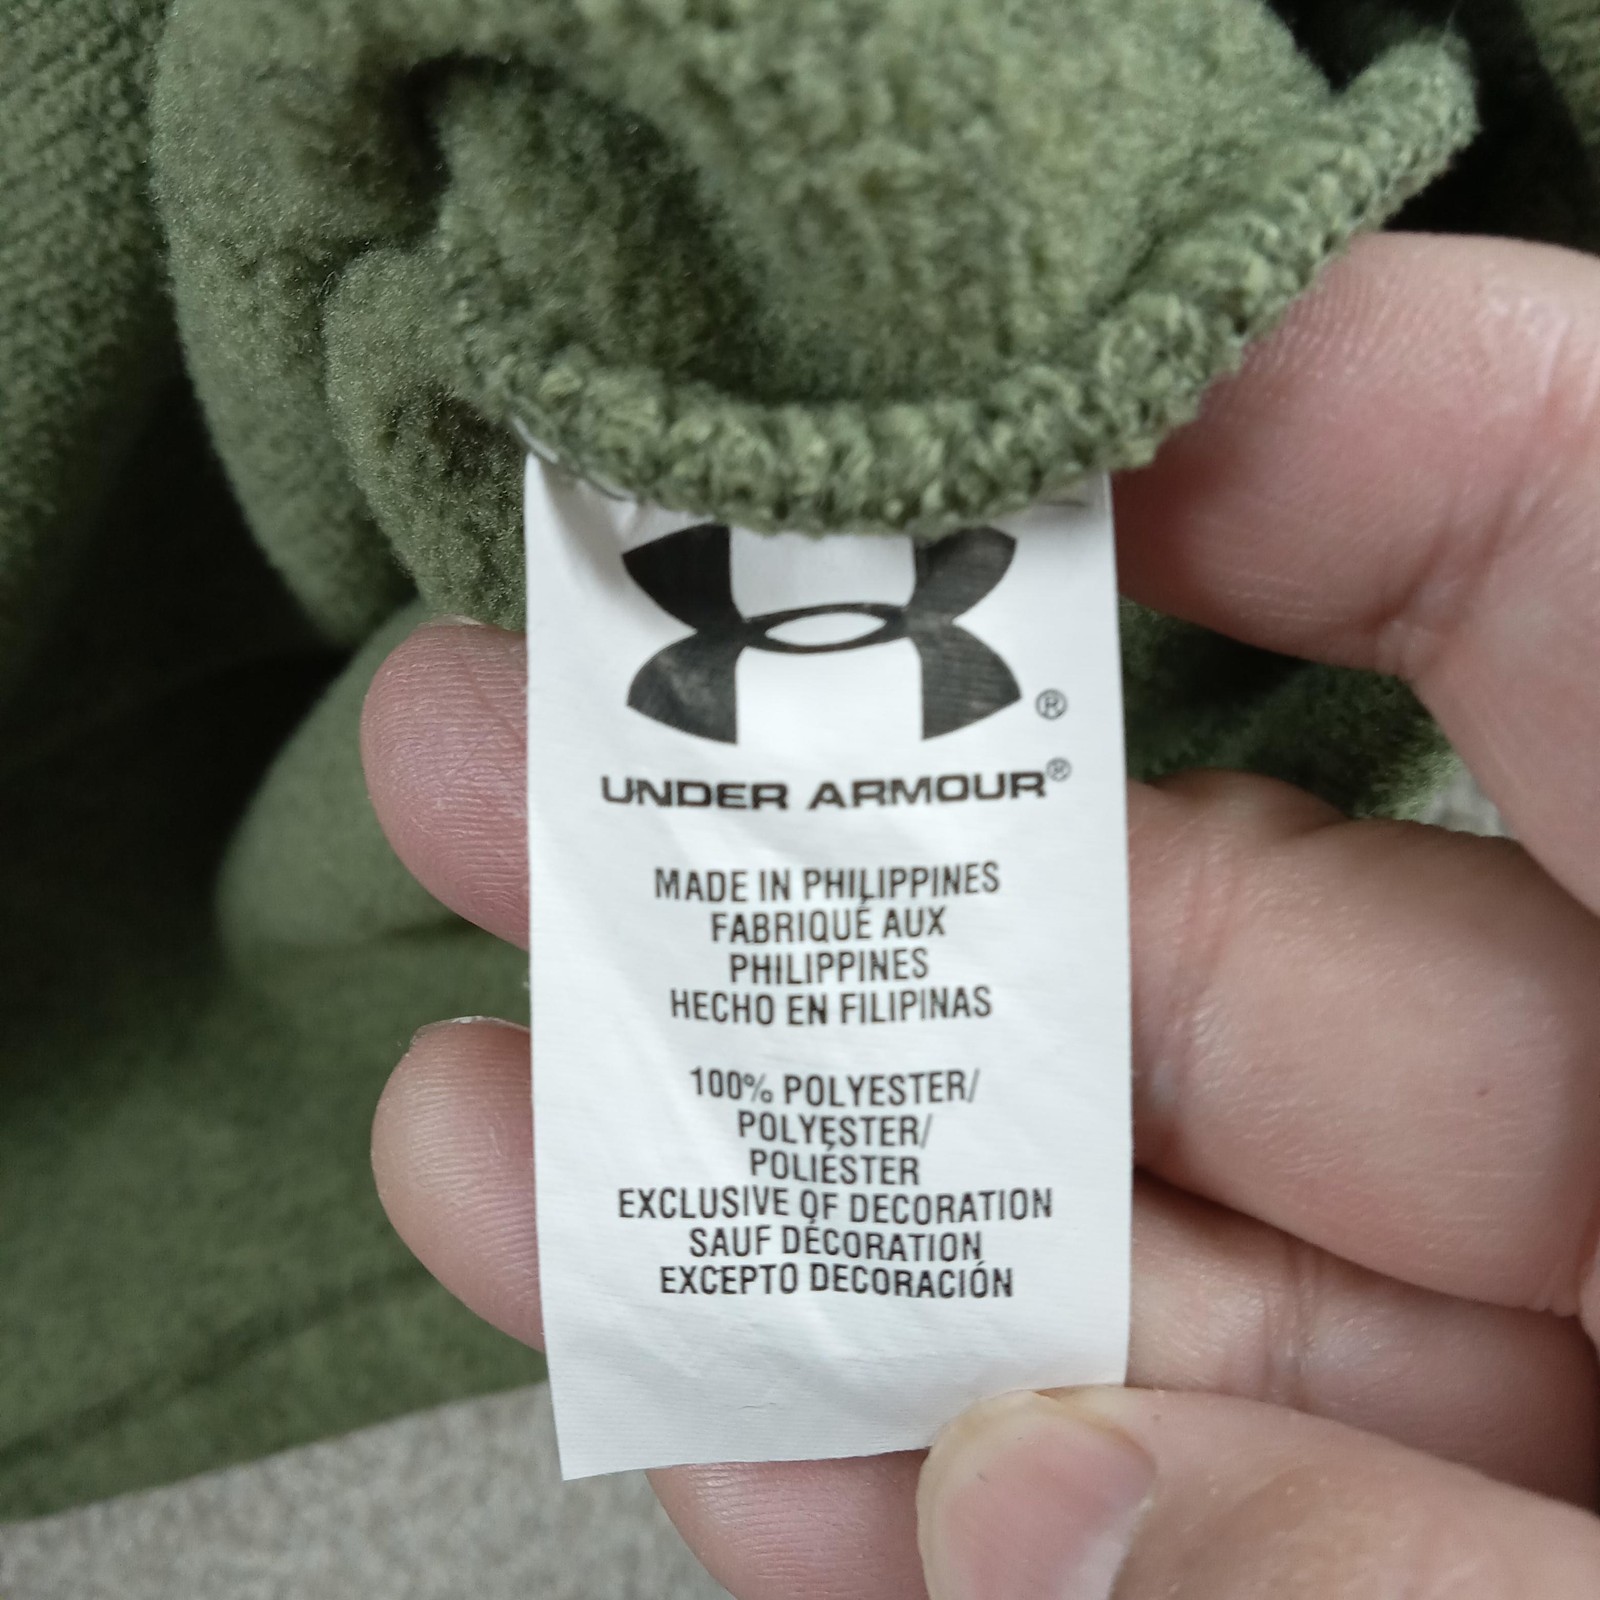 ®
UNDER ARMOUR®
MADE IN PHILIPPINES
FABRIQUÉ AUX
PHILIPPINES
HECHO EN FILIPINAS
100% POLYESTER/
POLYESTER/
POLIÉSTER
EXCLUSIVE OF DECORATION
SAUF DÉCORATION
EXCEPTO DECORACIÓN